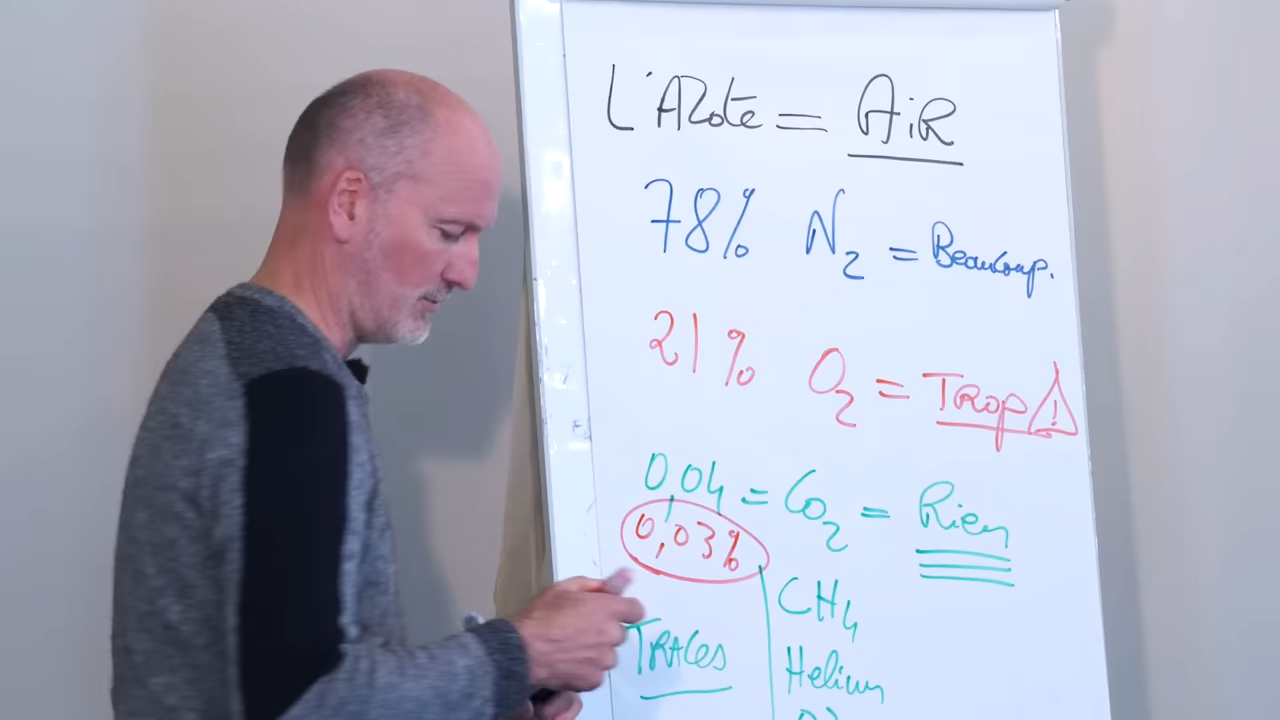 L'Azote = AiR
78% N2 = Beaucoup.
21% O2 = TROP !
0,04 = Co2 = Rien
0,03%
CH4
TRACES
Helium